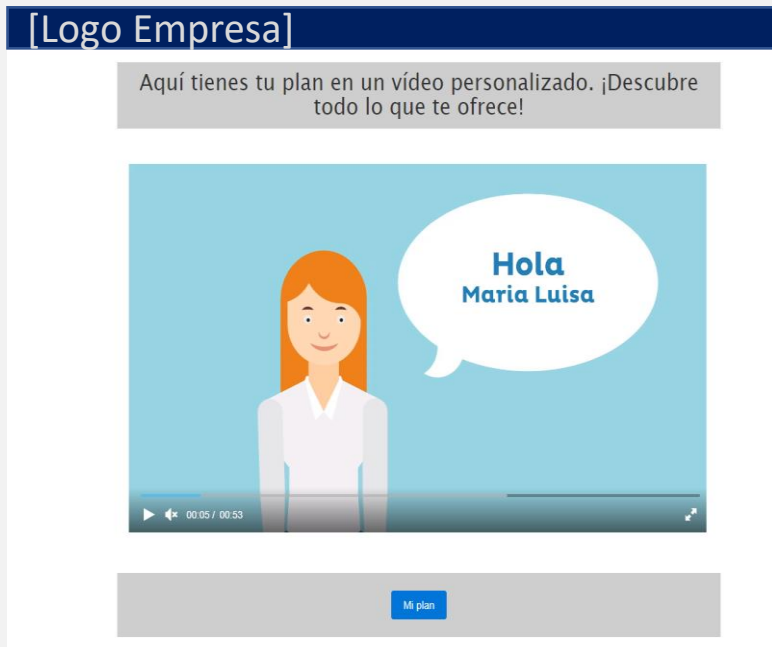 [Logo Empresa]
Aquí tienes tu plan en un vídeo personalizado. ¡Descubre
todo lo que te ofrece!
Hola
Maria Luisa
00:05 / 00:53
Mi plan